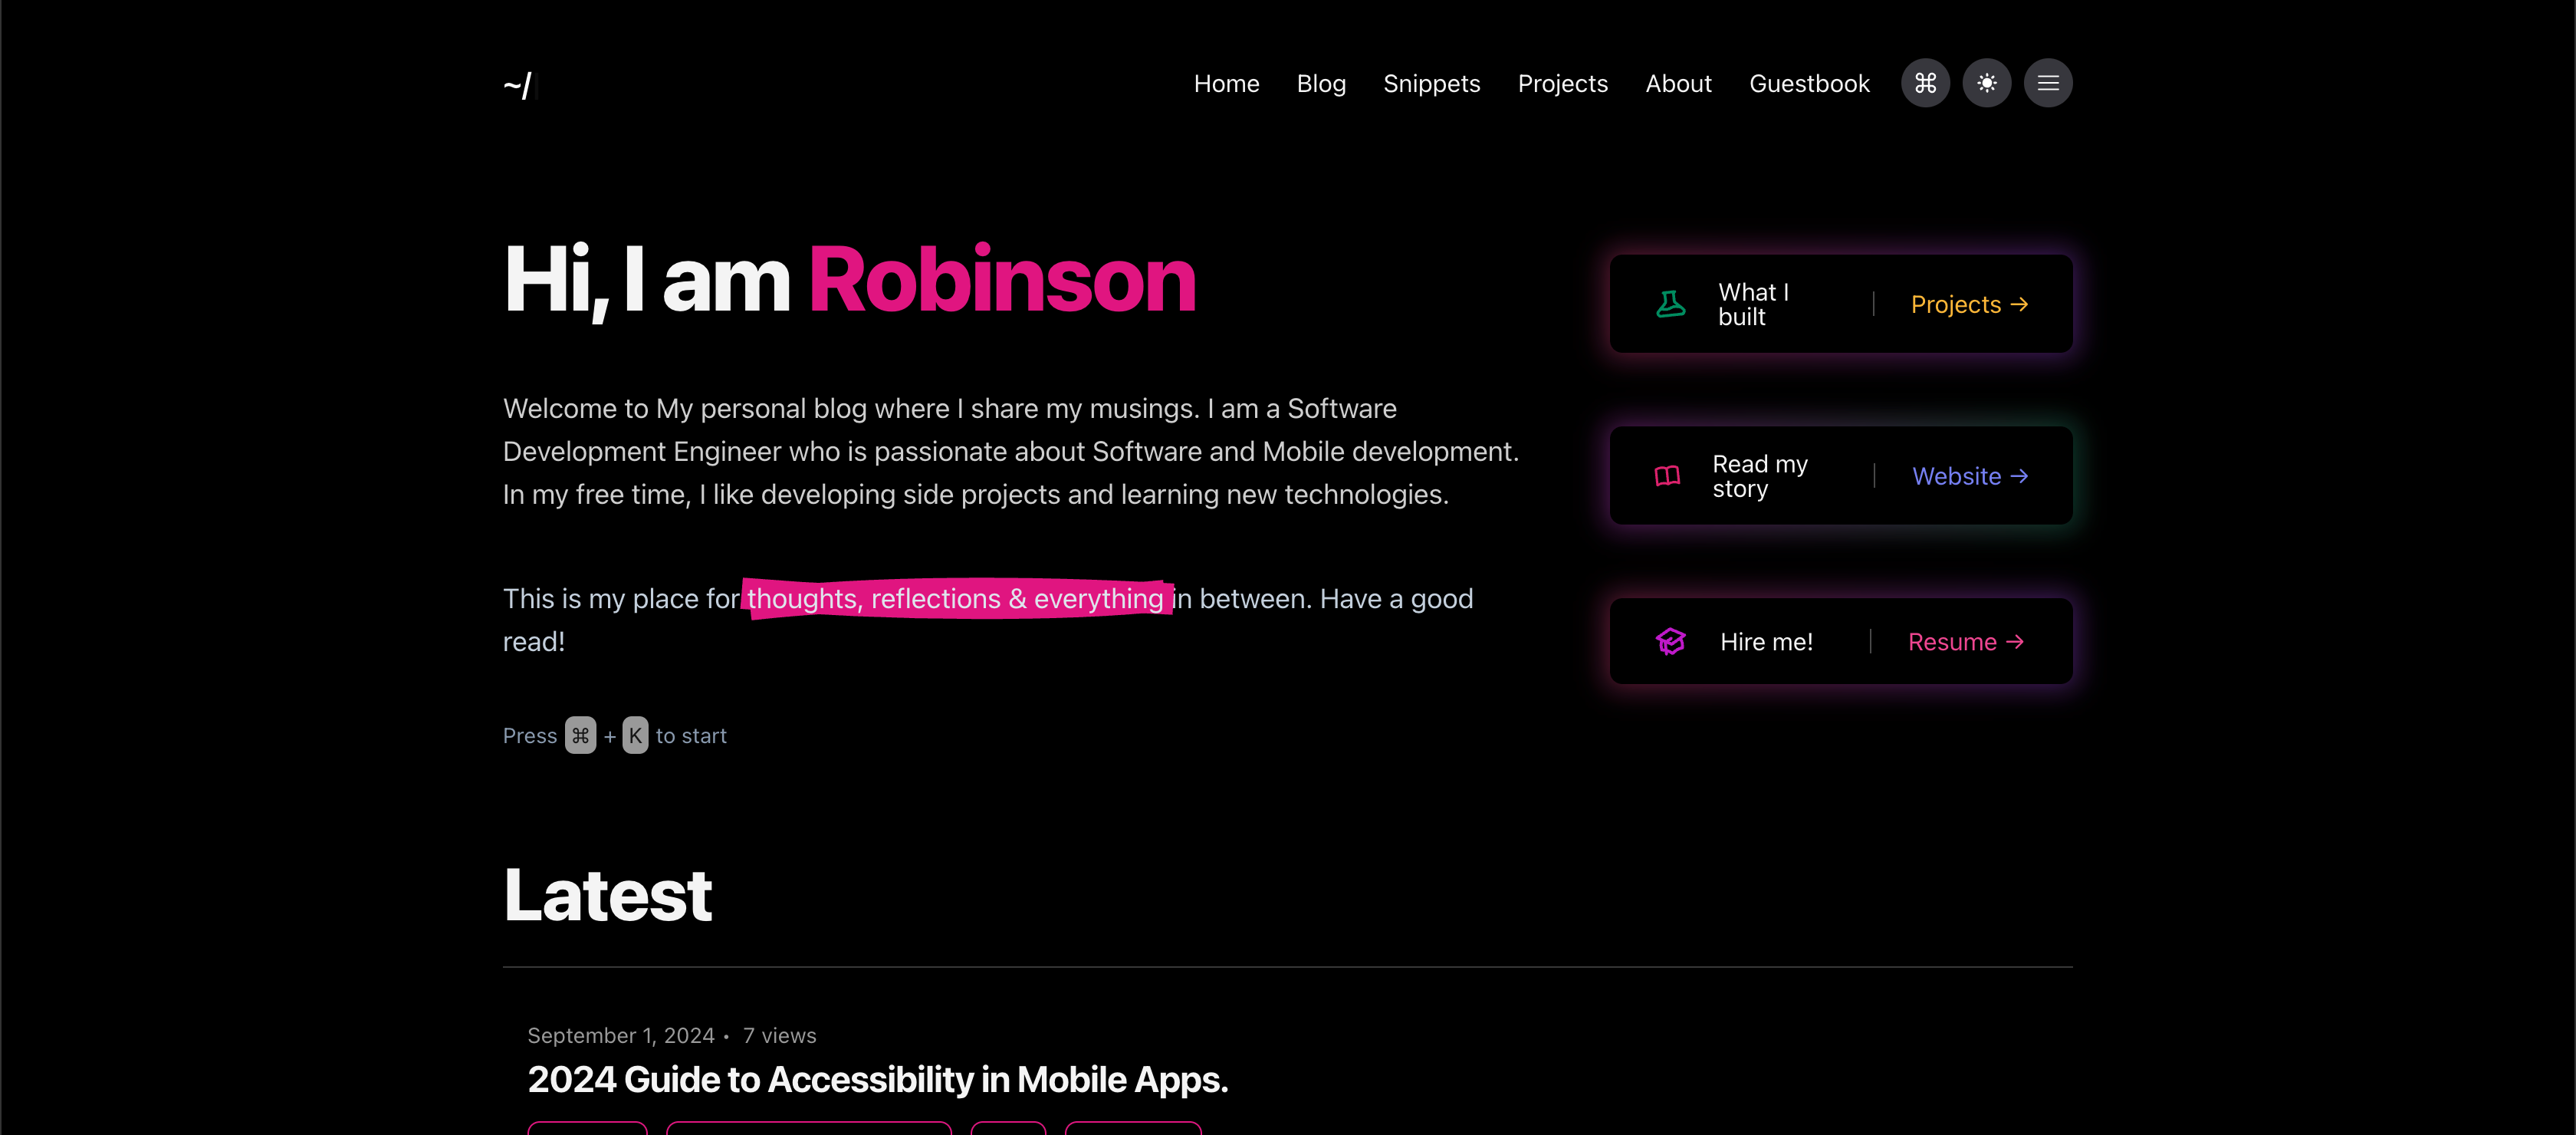 ~/
Home Blog Snippets Projects About Guestbook ⌘
Hi, I am Robinson
Welcome to My personal blog where I share my musings. I am a Software
Development Engineer who is passionate about Software and Mobile development.
In my free time, I like developing side projects and learning new technologies.
This is my place for thoughts, reflections & everything in between. Have a good
read!
Press ⌘ + K to start
What I
built
Projects →
Read my
story
Website →
Hire me!
Resume →
Latest
September 1, 2024 • 7 views
2024 Guide to Accessibility in Mobile Apps.